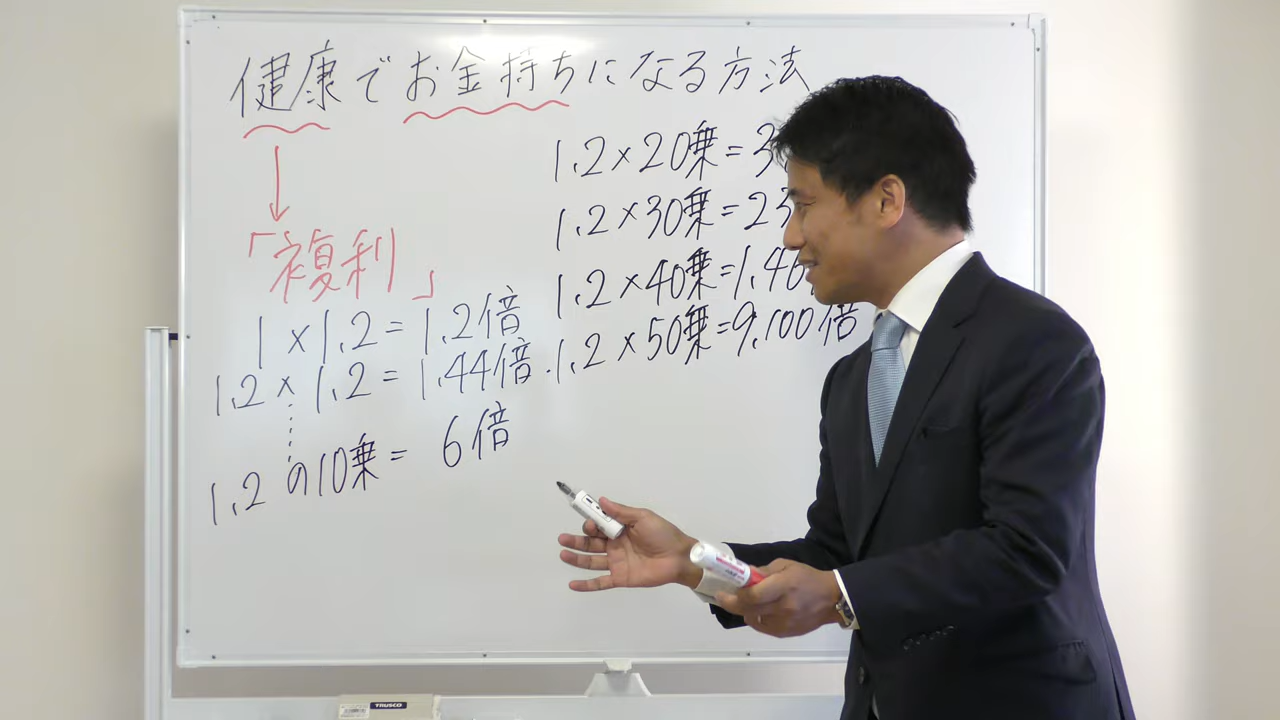 健康でお金持ちになる方法
「複利」
1×1.2=1.2倍
1.2×1.2=1.44倍.
1.2の10乗=6倍
1.2×20乗=3
1.2×30乗=23
1.2×40乗=1,40
1.2×50乗=9,100倍
TRUSCO